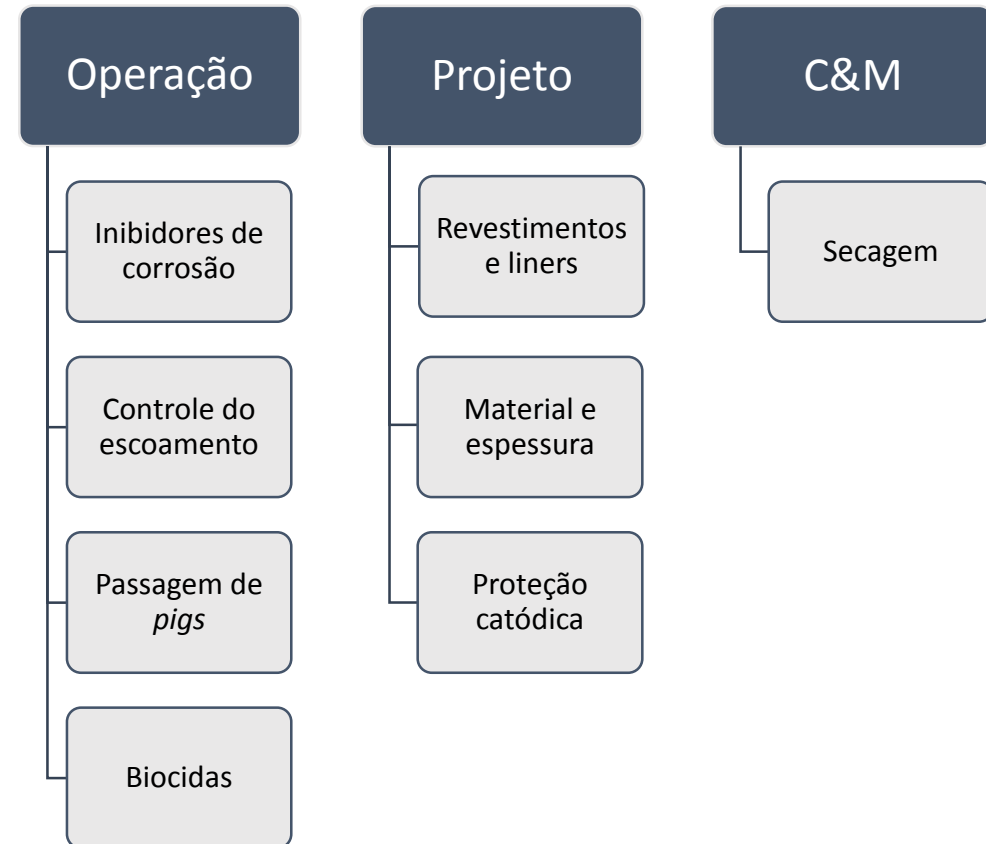 Operação
Inibidores de
corrosão
Controle do
escoamento
Passagem de
pigs
Biocidas
Projeto
Revestimentos
e liners
Material e
espessura
Proteção
catódica
C&M
Secagem